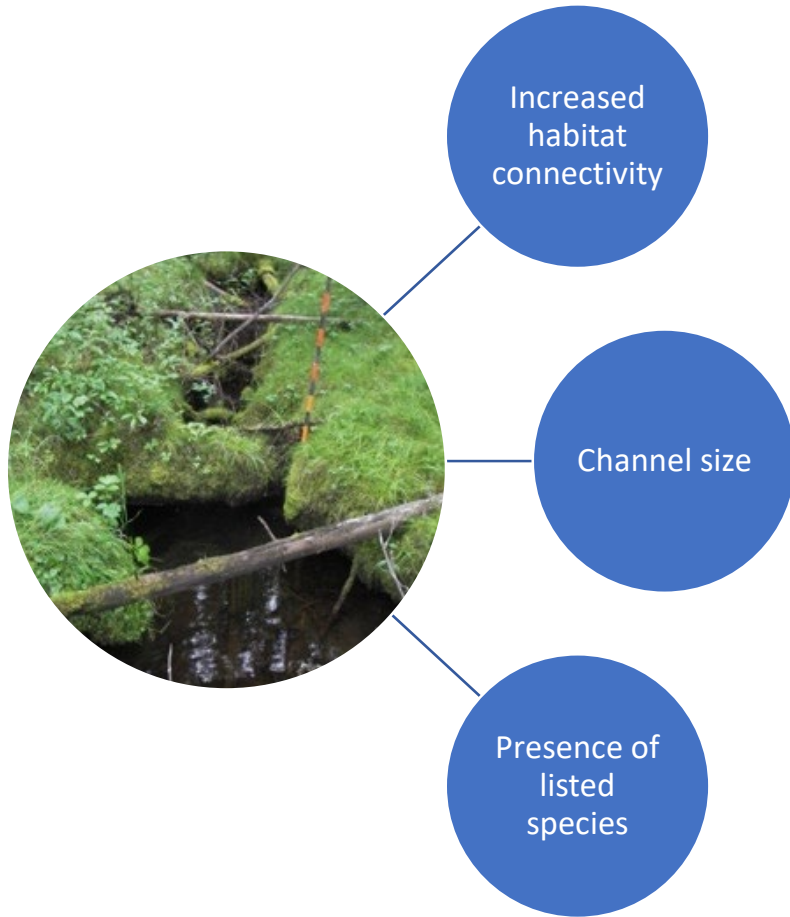 Increased
habitat
connectivity
Channel size
Presence of
listed
species